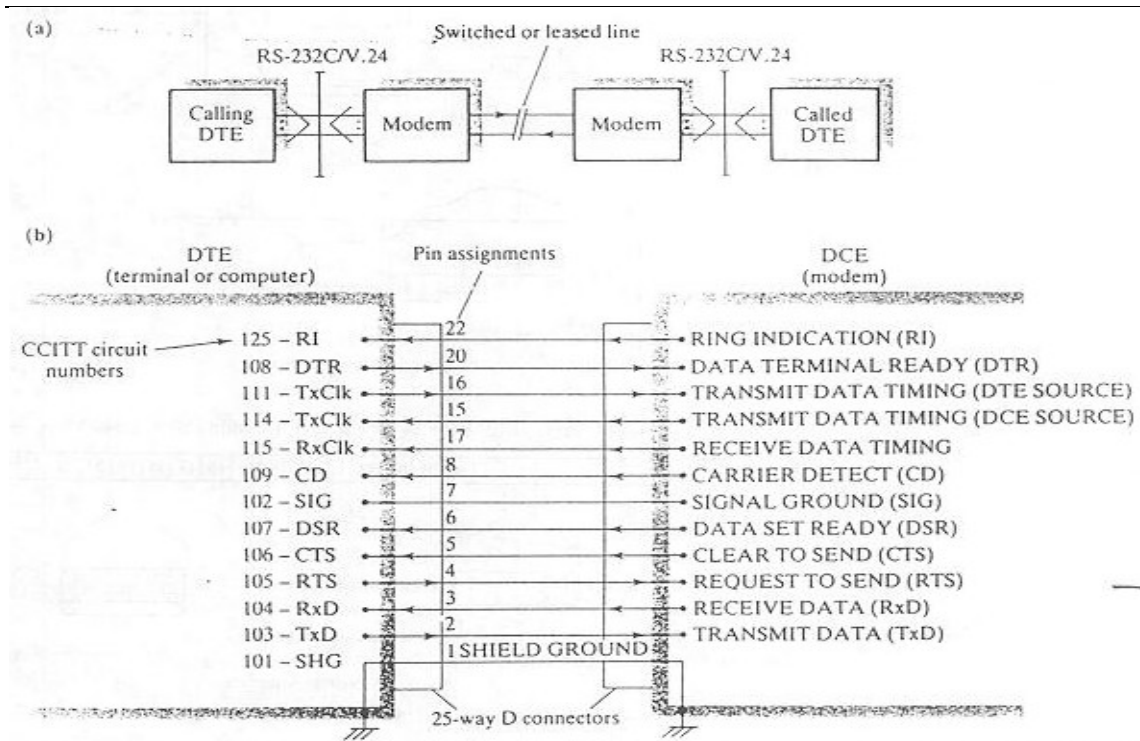 (a)
Switched or leased line
RS-232C/V.24
RS-232C/V.24
Calling
DTE
Modem
Modem
Called
DTE
(b)
DTE
(terminal or computer)
Pin assignments
DCE
(modem)
CCITT circuit
numbers
125 – RI 22 RING INDICATION (RI)
108 – DTR 20 DATA TERMINAL READY (DTR)
111 – TxClk 16 TRANSMIT DATA TIMING (DTE SOURCE)
114 – TxClk 15 TRANSMIT DATA TIMING (DCE SOURCE)
115 – RxClk 17 RECEIVE DATA TIMING
109 – CD 8 CARRIER DETECT (CD)
102 – SIG 7 SIGNAL GROUND (SIG)
107 – DSR 6 DATA SET READY (DSR)
106 – CTS 5 CLEAR TO SEND (CTS)
105 – RTS 4 REQUEST TO SEND (RTS)
104 – RxD 3 RECEIVE DATA (RxD)
103 – TxD 2 TRANSMIT DATA (TxD)
101 – SHG 1 SHIELD GROUND
25-way D connectors